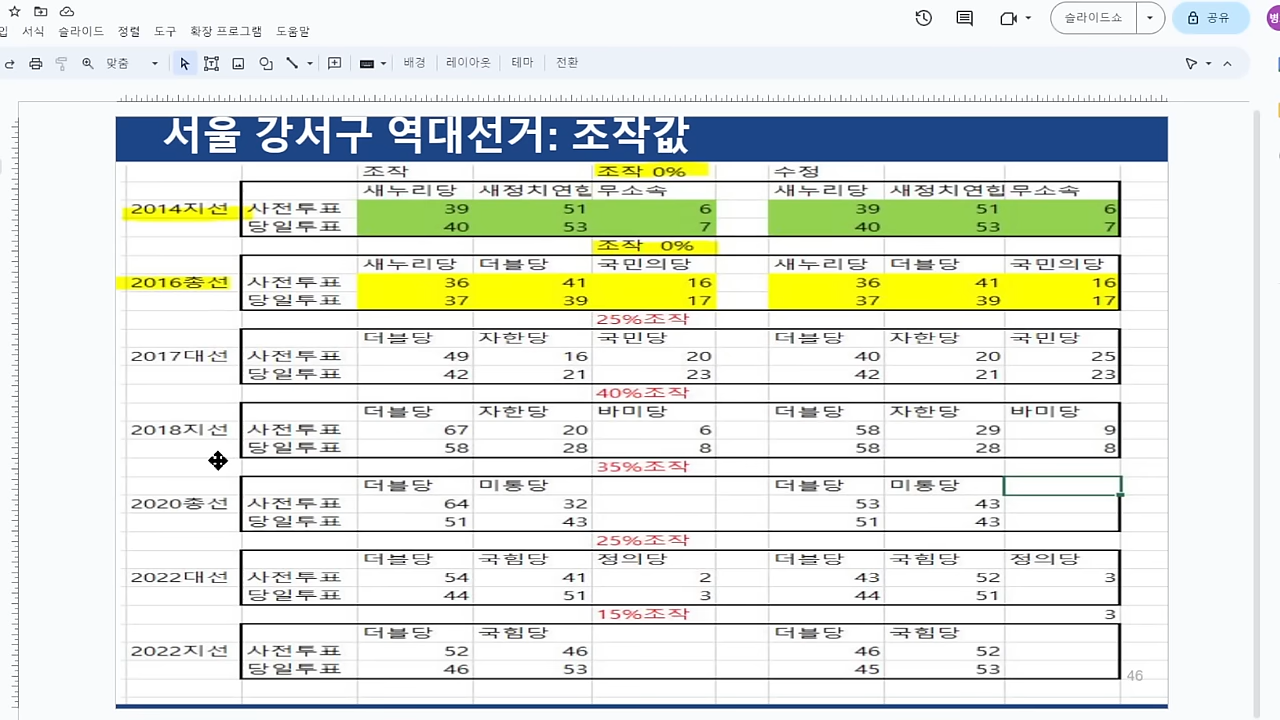 입 서식 슬라이드 정렬 도구 확장 프로그램 도움말
슬라이드쇼 공유 병
맞춤 배경 레이아웃 테마 전환
서울 강서구 역대선거: 조작값
조작 조작 0% 수정
새누리당 새정치연합 무소속 새누리당 새정치연합 무소속
2014지선 사전투표 39 51 6 39 51 6
당일투표 40 53 7 40 53 7
조작 0%
새누리당 더블당 국민의당 새누리당 더블당 국민의당
2016총선 사전투표 36 41 16 36 41 16
당일투표 37 39 17 37 39 17
25%조작
더블당 자한당 국민당 더블당 자한당 국민당
2017대선 사전투표 49 16 20 40 20 25
당일투표 42 21 23 42 21 23
40%조작
더블당 자한당 바미당 더블당 자한당 바미당
2018지선 사전투표 67 20 6 58 29 9
당일투표 58 28 8 58 28 8
35%조작
더블당 미통당 더블당 미통당
2020총선 사전투표 64 32 53 43
당일투표 51 43 51 43
25%조작
더블당 국힘당 정의당 더블당 국힘당 정의당
2022대선 사전투표 54 41 2 43 52 3
당일투표 44 51 3 44 51
15%조작 3
더블당 국힘당 더블당 국힘당
2022지선 사전투표 52 46 46 52
당일투표 46 53 45 53
46